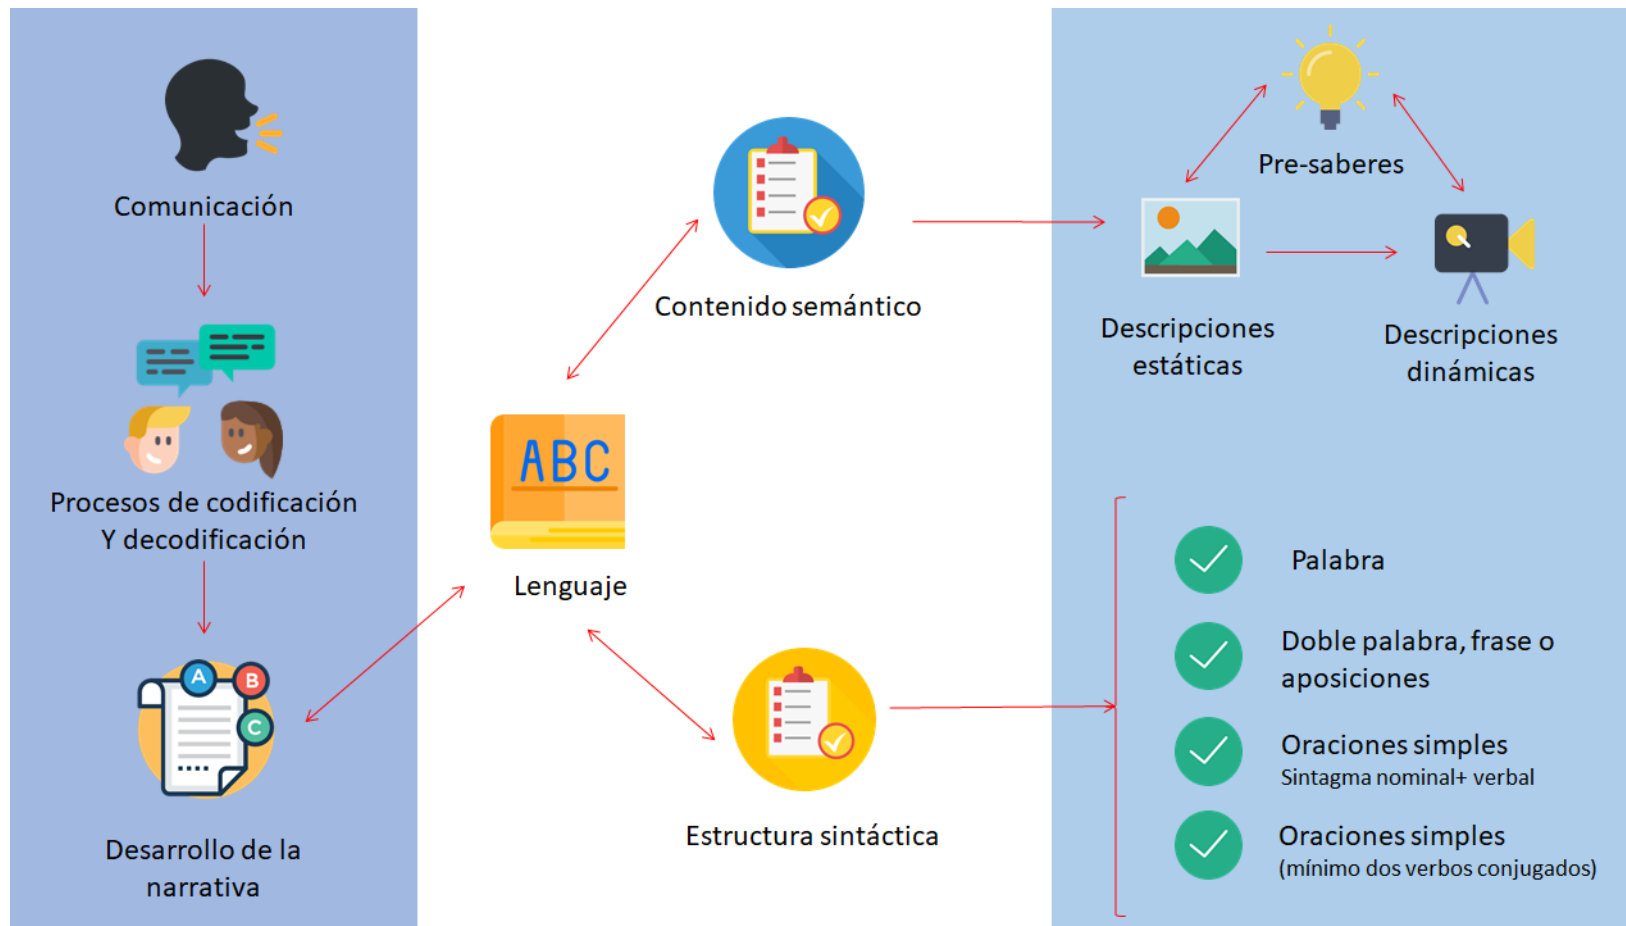 Comunicación
Procesos de codificación
Y decodificación
A
B
C
Desarrollo de la
narrativa
ABC
Lenguaje
Contenido semántico
Estructura sintáctica
Pre-saberes
Descripciones
estáticas
Descripciones
dinámicas
Palabra
Doble palabra, frase o
aposiciones
Oraciones simples
Sintagma nominal+ verbal
Oraciones simples
(mínimo dos verbos conjugados)